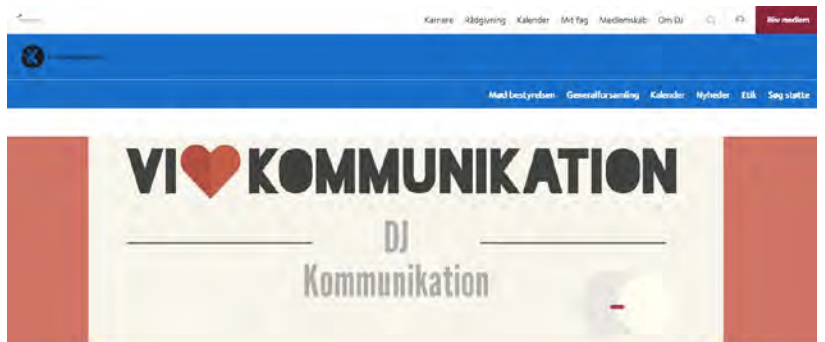 Karriere Rådgivning Kalender Mit fag Medlemskab Om DJ Bliv medlem
Mød bestyrelsen Generalforsamling Kalender Nyheder Etik Søg støtte
VI KOMMUNIKATION
DJ
Kommunikation